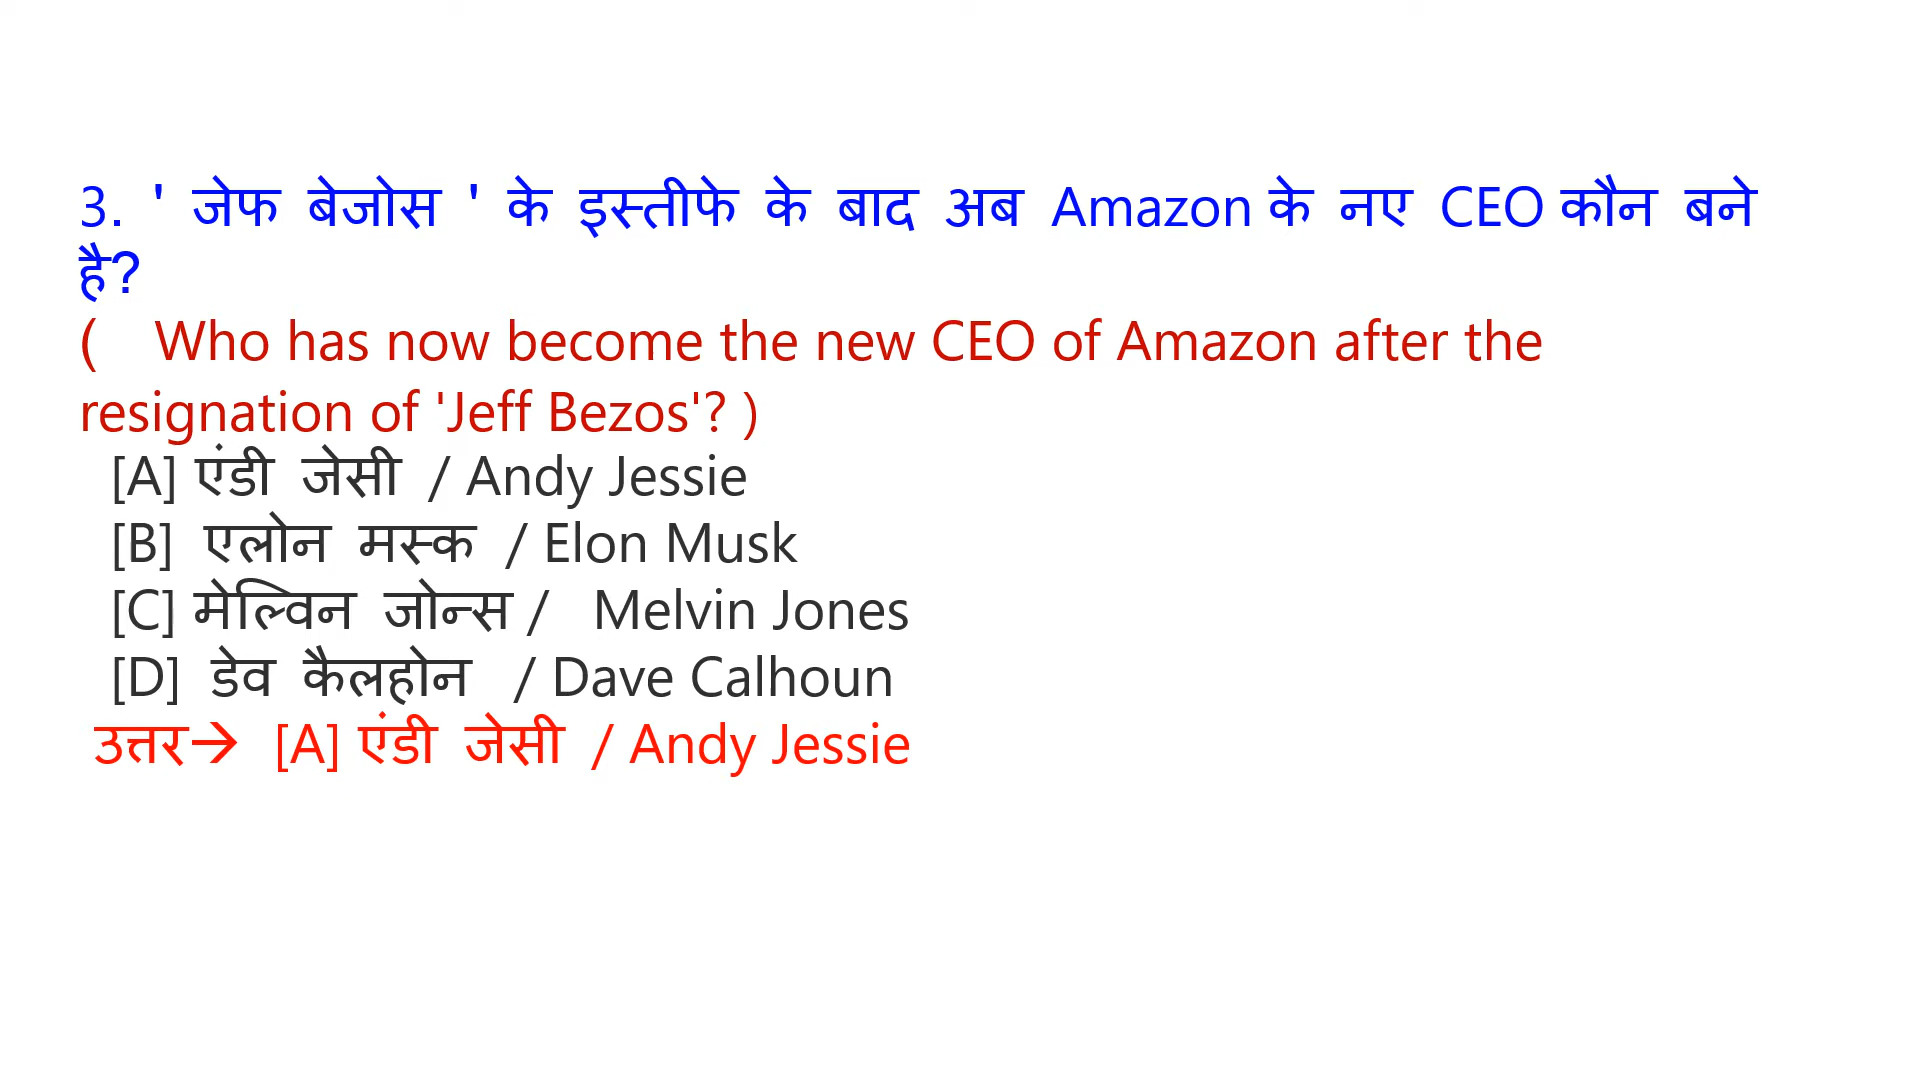 3. ' जेफ बेजोस ' के इस्तीफे के बाद अब Amazon के नए CEO कौन बने
है?
( Who has now become the new CEO of Amazon after the
resignation of 'Jeff Bezos'? )
[A] एंडी जेसी / Andy Jessie
[B] एलोन मस्क / Elon Musk
[C] मेल्विन जोन्स / Melvin Jones
[D] डेव कैलहोन / Dave Calhoun
उत्तर→ [A] एंडी जेसी / Andy Jessie